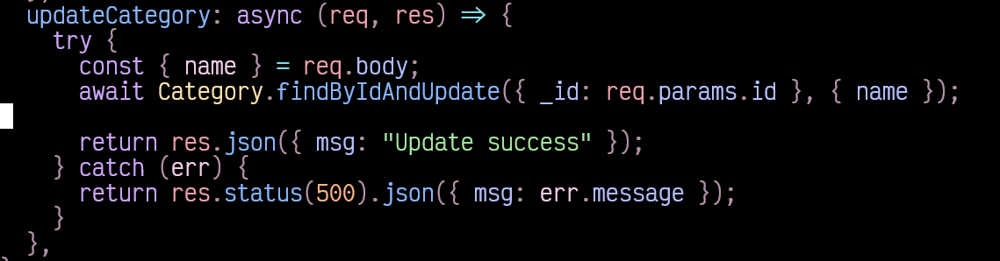 updateCategory: async (req, res) => {
try {
const { name } = req.body;
await Category.findByIdAndUpdate({ _id: req.params.id }, { name });
return res.json({ msg: "Update success" });
} catch (err) {
return res.status(500).json({ msg: err.message });
}
},